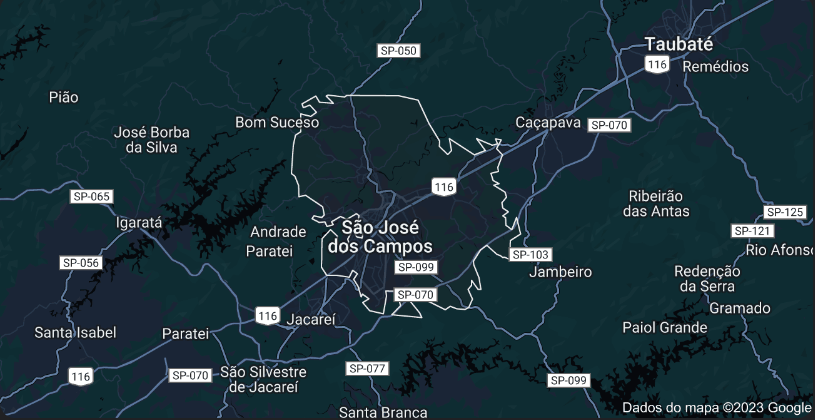 SP-050
Taubaté
116
Remédios
Pião
Bom Suceso
Caçapava
SP-070
José Borba
da Silva
116
SP-065
Ribeirão
das Antas
SP-125
Igaratá
Andrade
São José
dos Campos
SP-121
Paratei
Rio Afonso
SP-103
SP-056
SP-099
Jambeiro
Redenção
da Serra
SP-070
Gramado
116
Jacareí
Paiol Grande
Santa Isabel
Paratei
SP-077
116
SP-070
São Silvestre
de Jacareí
SP-099
Santa Branca
Dados do mapa ©2023 Google